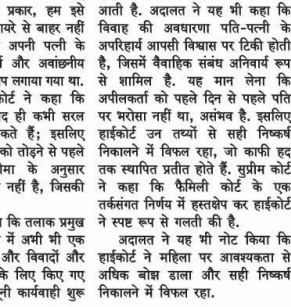 प्रकार, हम इसे
यरे से बाहर नहीं
अपनी पत्नी के
और अवांछनीय
प लगाया गया था.
कोर्ट ने कहा कि
द ही कभी सरल
कते हैं; इसलिए
को तोड़ने से पहले
मा के अनुसार
नहीं है, जिसकी
कि तलाक प्रमुख
में अभी भी एक
और विवादों और
के लिए किए गए
नी कार्यवाही शुरू
आती है. अदालत ने यह भी कहा कि
विवाह की अवधारणा पति-पत्नी के
अपरिहार्य आपसी विश्वास पर टिकी होती
है, जिसमें वैवाहिक संबंध अनिवार्य रूप
से शामिल है. यह मान लेना कि
अपीलकर्ता को पहले दिन से पहले पति
पर भरोसा नहीं था, असंभव है. इसलिए
हाईकोर्ट उन तथ्यों से सही निष्कर्ष
निकालने में विफल रहा, जो काफी हद
तक स्थापित प्रतीत होते हैं. सुप्रीम कोर्ट
ने कहा कि फैमिली कोर्ट के एक
तर्कसंगत निर्णय में हस्तक्षेप कर हाईकोर्ट
ने स्पष्ट रूप से गलती की है.
अदालत ने यह भी नोट किया कि
हाईकोर्ट ने महिला पर आवश्यकता से
अधिक बोझ डाला और सही निष्कर्ष
निकालने में विफल रहा.